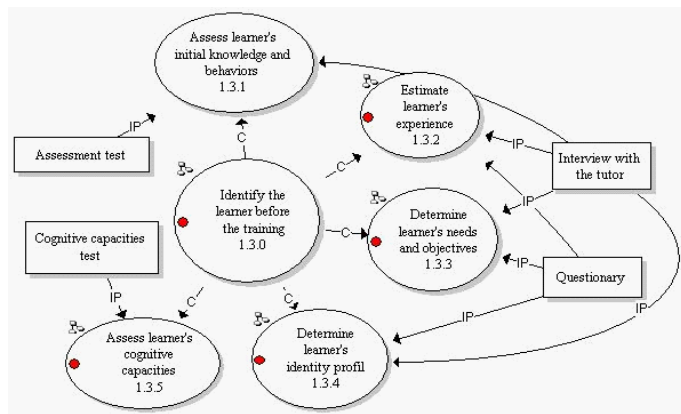 Assess learner's
initial knowledge and
behaviors
1.3.1
Estimate
learner's
experience
1.3.2
IP
Assessment test
C
IP
Interview with
the tutor
C
Identify the
learner before
the training
1.3.0
IP
Determine
learner's needs
and objectives
1.3.3
C
Cognitive capacities
test
IP
Questionary
IP
C
C
IP
IP
Assess learner's
cognitive
capacities
1.3.5
Determine
learner's
identity profil
1.3.4